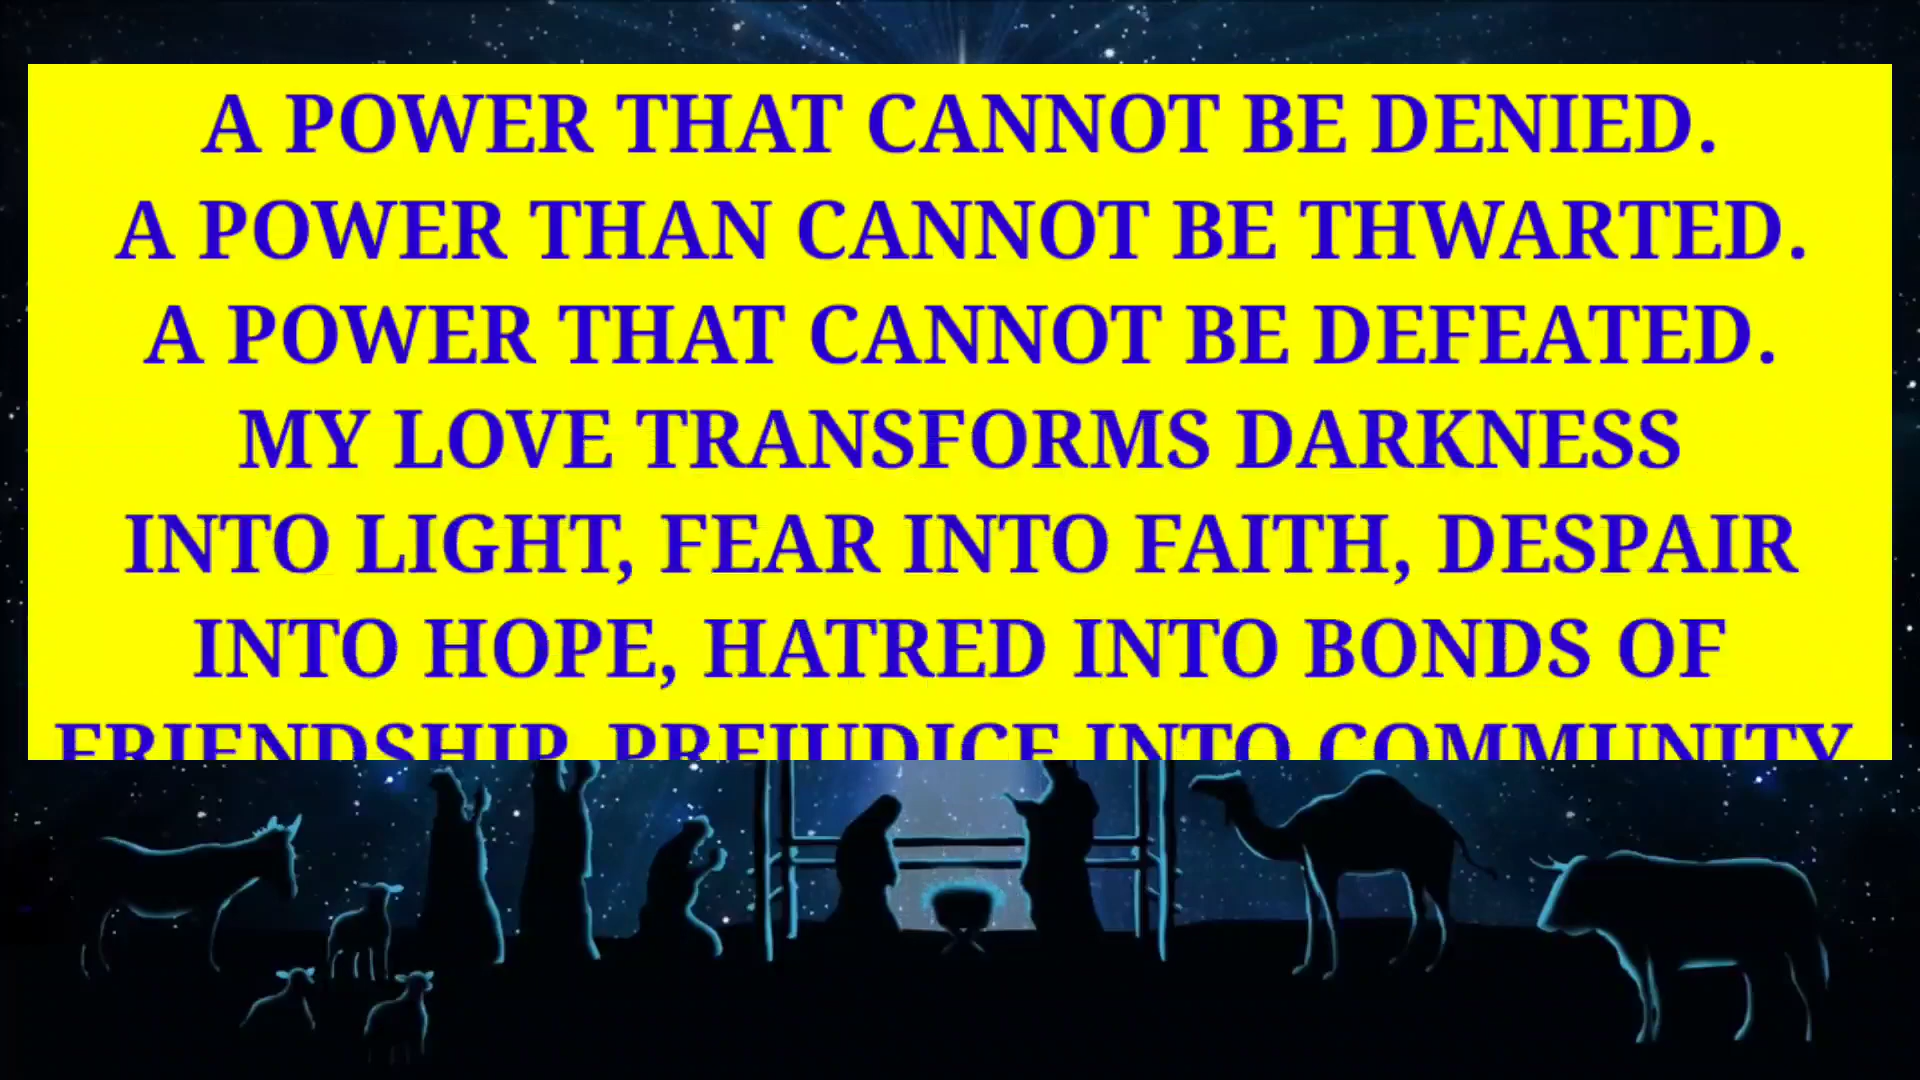 A POWER THAT CANNOT BE DENIED.
A POWER THAN CANNOT BE THWARTED.
A POWER THAT CANNOT BE DEFEATED.
MY LOVE TRANSFORMS DARKNESS
INTO LIGHT, FEAR INTO FAITH, DESPAIR
INTO HOPE, HATRED INTO BONDS OF
FRIENDSHIP, PREJUDICE INTO COMMUNITY